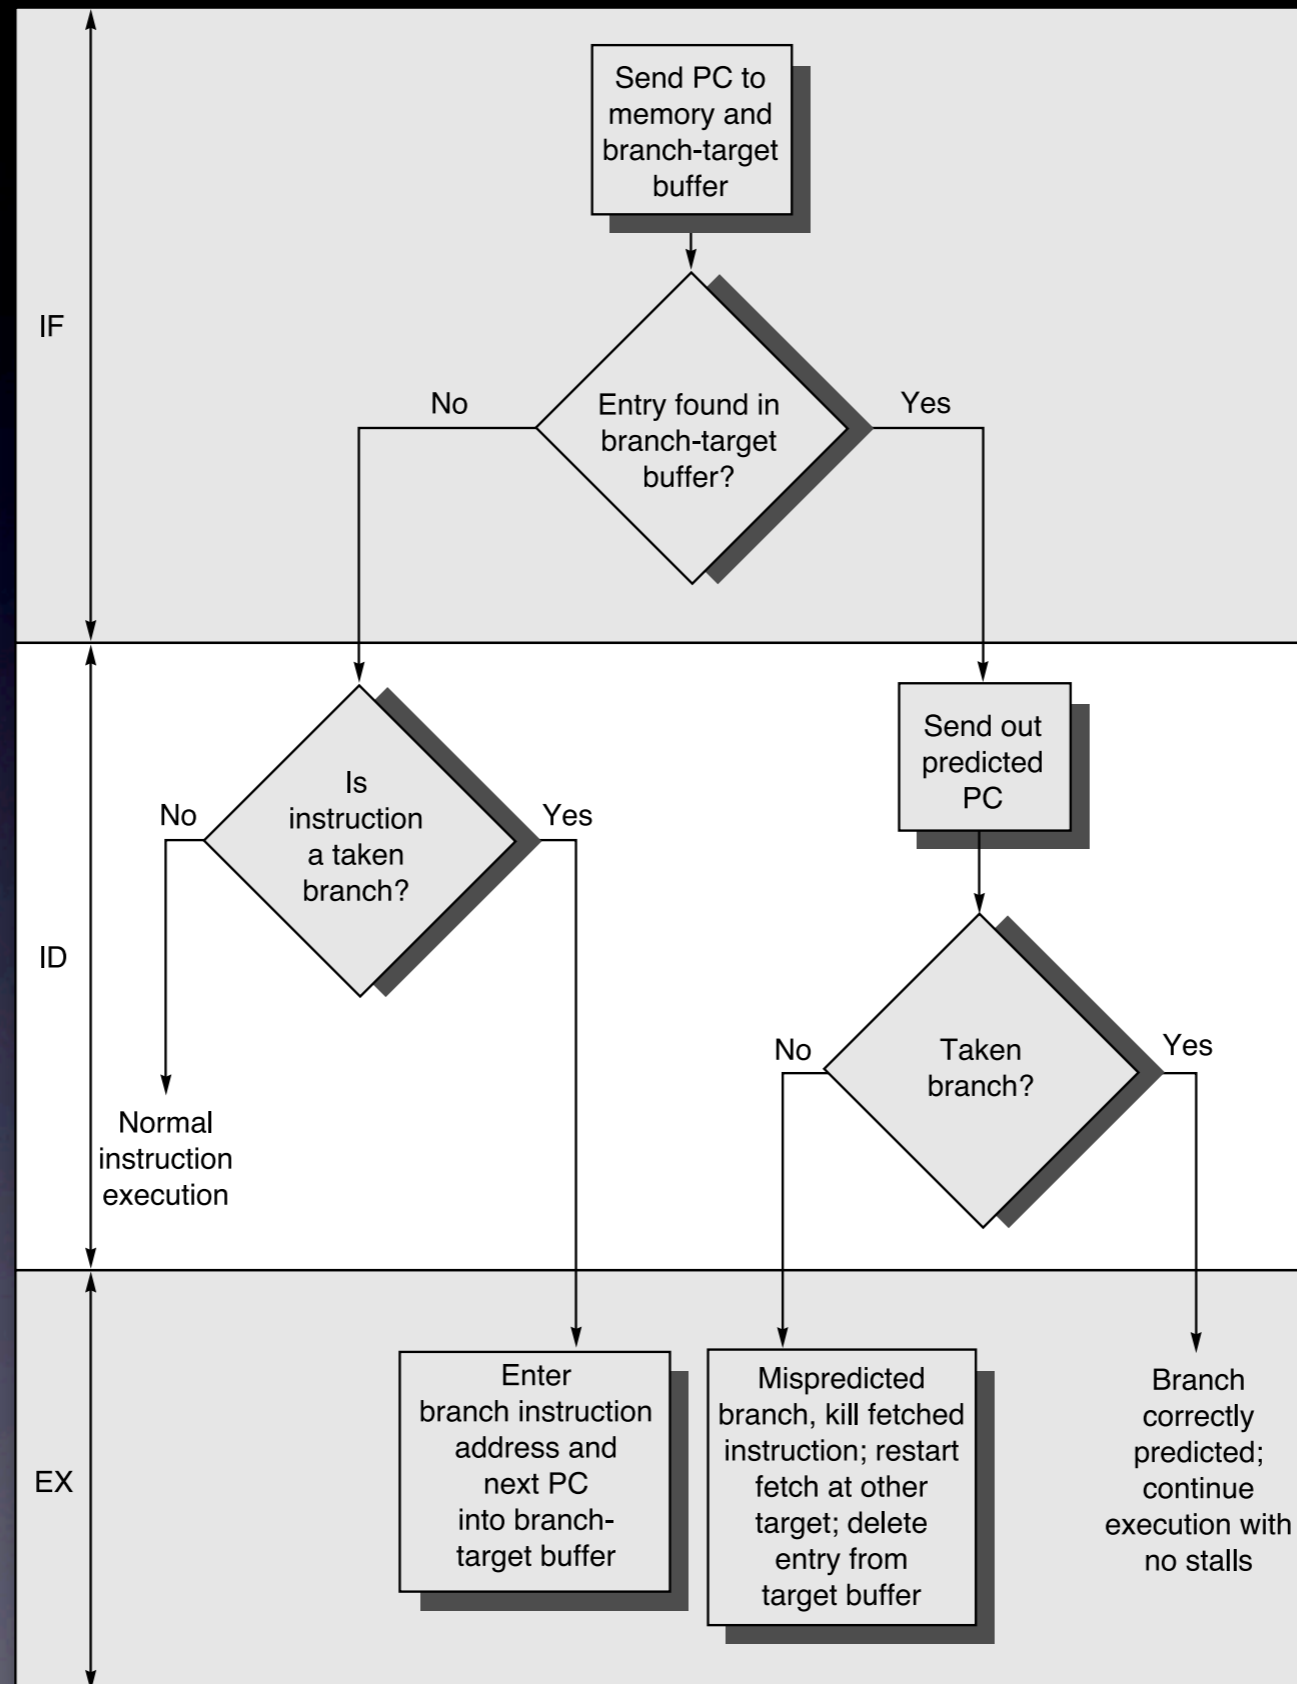 Send PC to
memory and
branch-target
buffer
IF
No
Entry found in
branch-target
buffer?
Yes
No
Is
instruction
a taken
branch?
Yes
Send out
predicted
PC
ID
No
Taken
branch?
Yes
Normal
instruction
execution
EX
Enter
branch instruction
address and
next PC
into branch-
target buffer
Mispredicted
branch, kill fetched
instruction; restart
fetch at other
target; delete
entry from
target buffer
Branch
correctly
predicted;
continue
execution with
no stalls